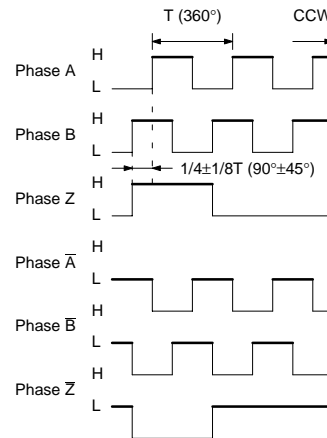 T (360°) CCW
H
Phase A
L
H
Phase B
L
1/4±1/8T (90°±45°)
H
Phase Z
L
H
Phase A̅
L
H
Phase B̅
L
H
Phase Z̅
L